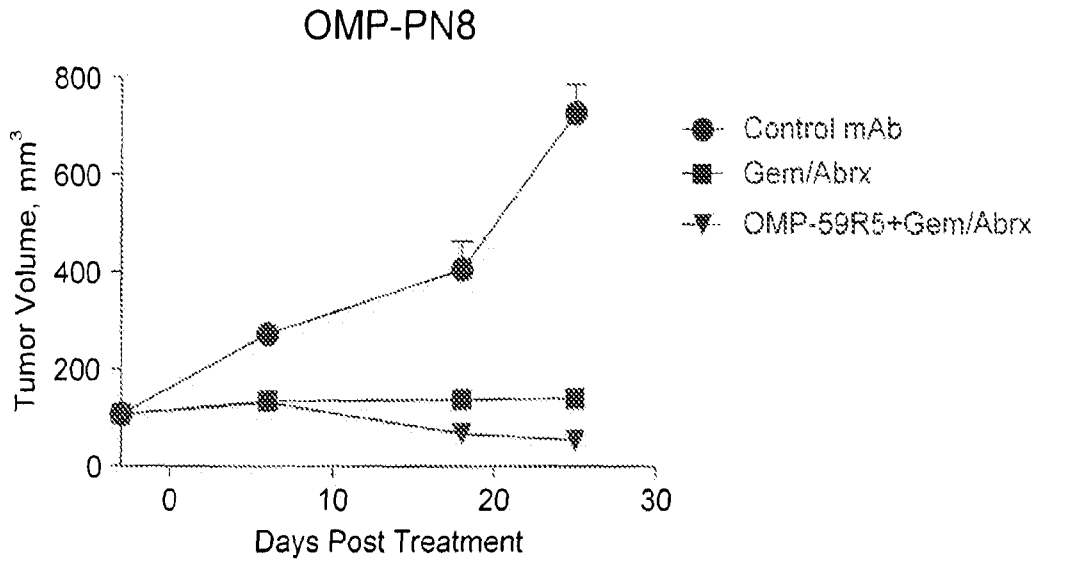 OMP-PN8
Tumor Volume, mm³
800
600
400
200
0
0 10 20 30
Days Post Treatment
Control mAb
Gem/Abrx
OMP-59R5+Gem/Abrx